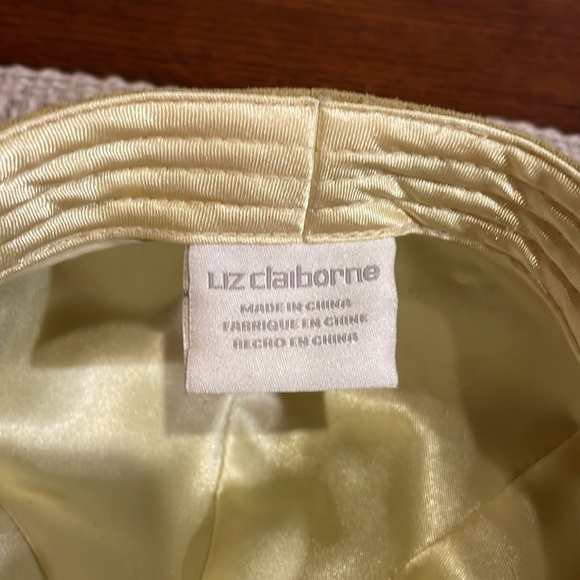 Liz claiborne
MADE IN CHINA
FABRIQUE EN CHINE
HECHO EN CHINA